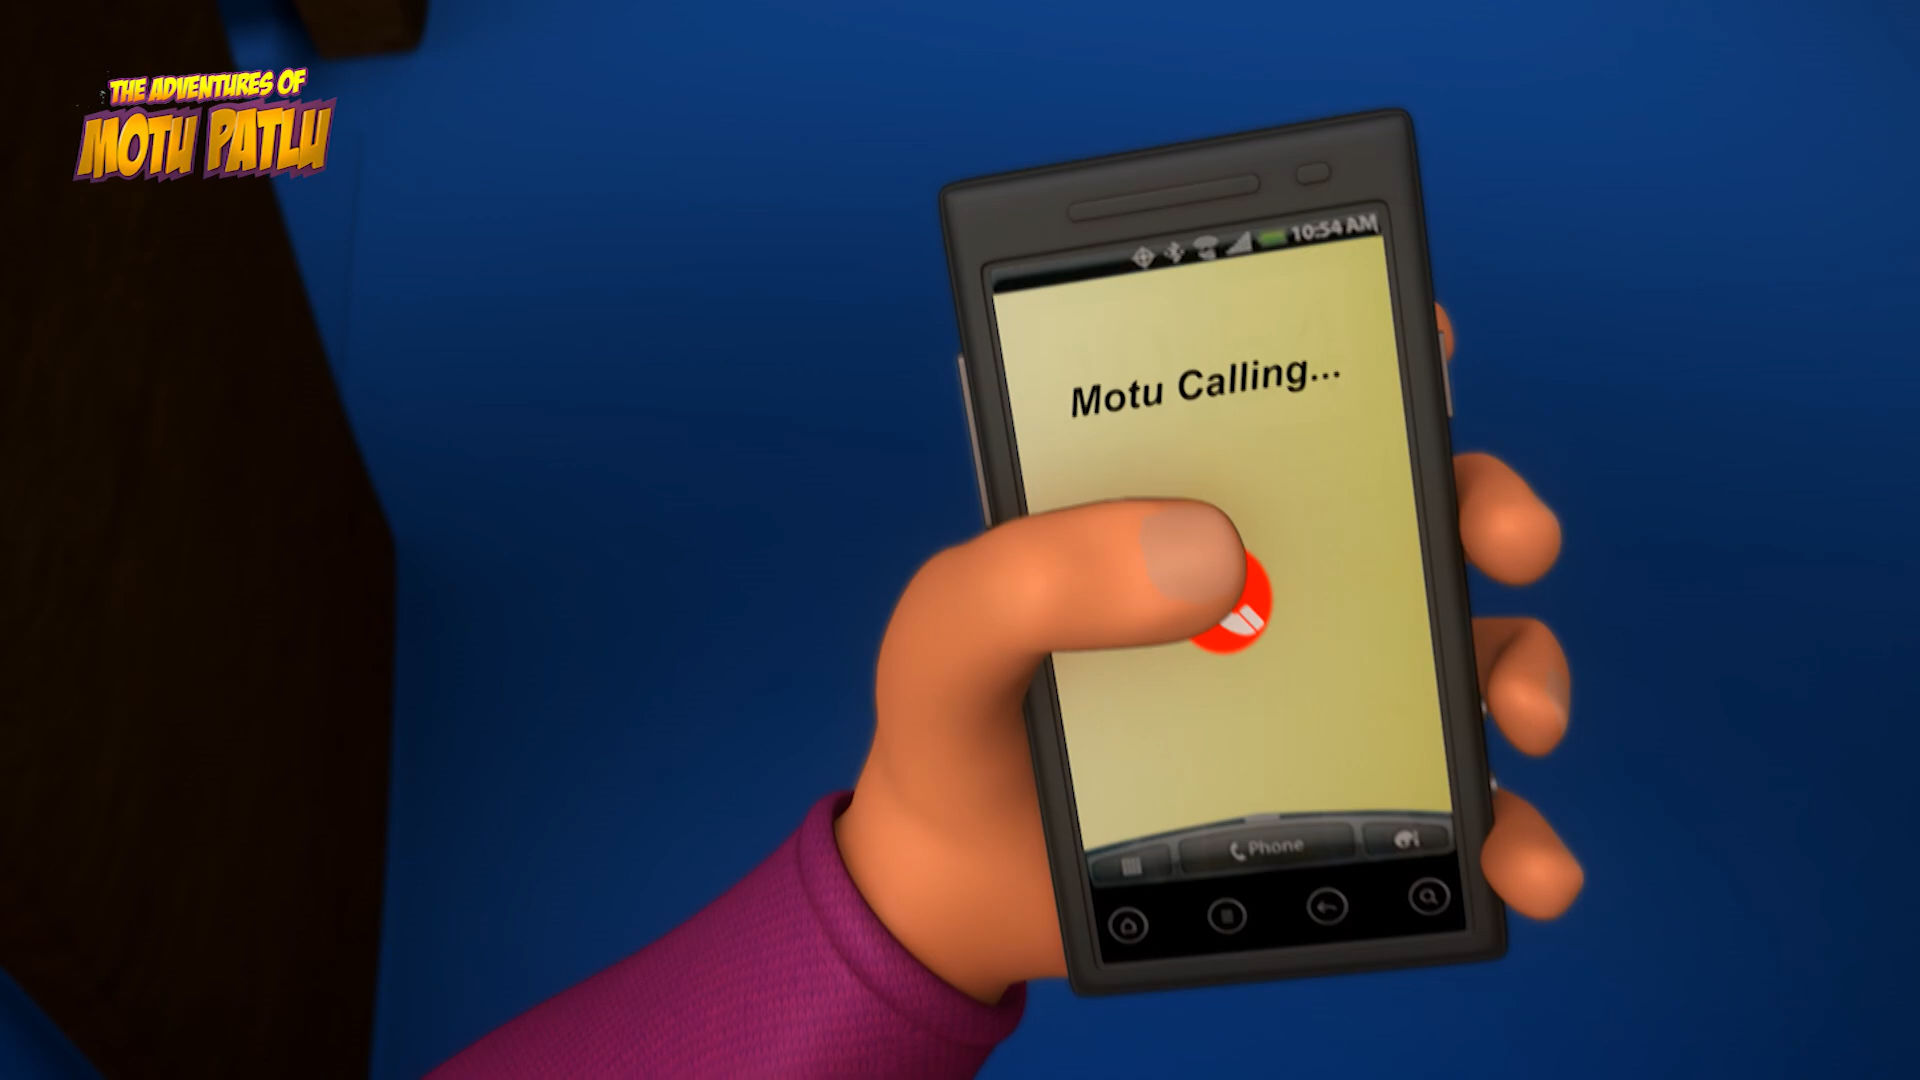 THE ADVENTURES OF
MOTU PATLU
10:54 AM
Motu Calling...
Phone